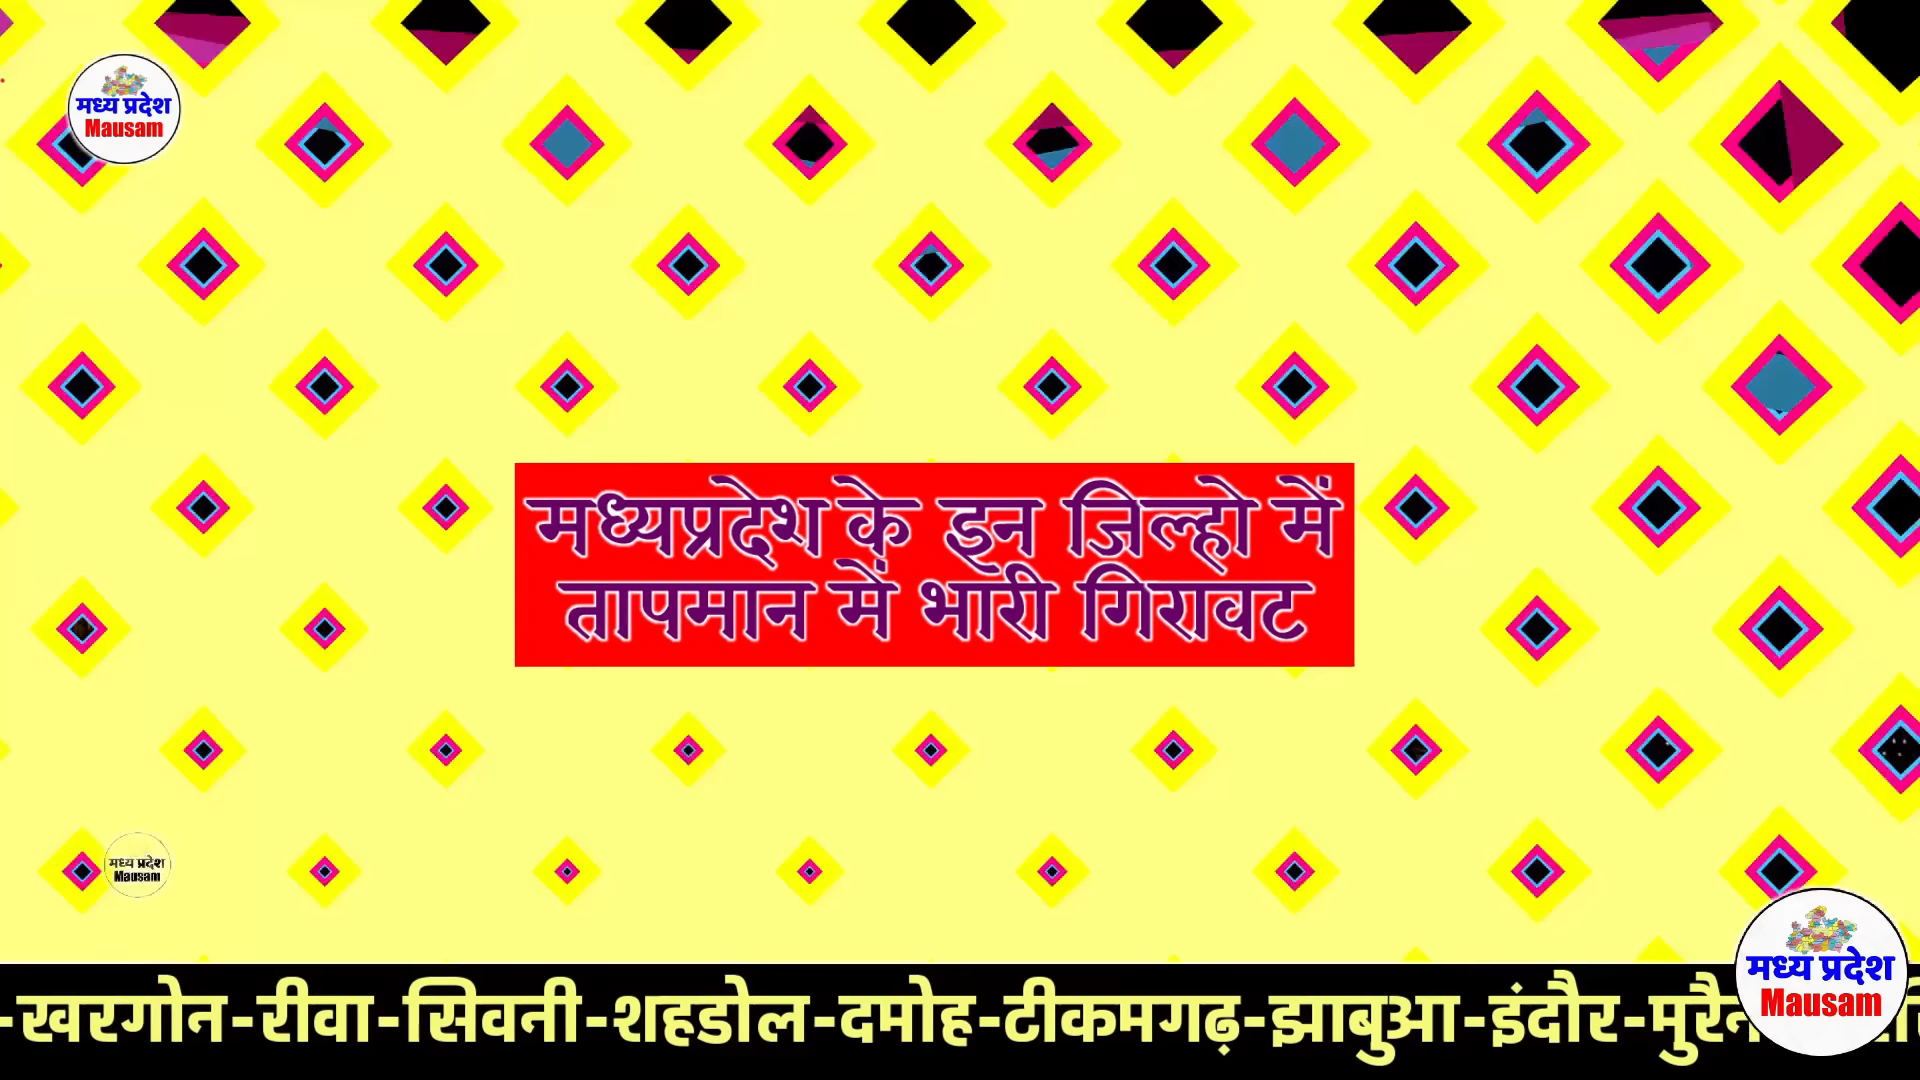 मध्य प्रदेश
Mausam
मध्यप्रदेश के इन जिल्हो में
तापमान में भारी गिरावट
मध्य प्रदेश
Mausam
-खरगोन-रीवा-सिवनी-शहडोल-दमोह-टीकमगढ़-झाबुआ-इंदौर-
मध्य प्रदेश
Mausam